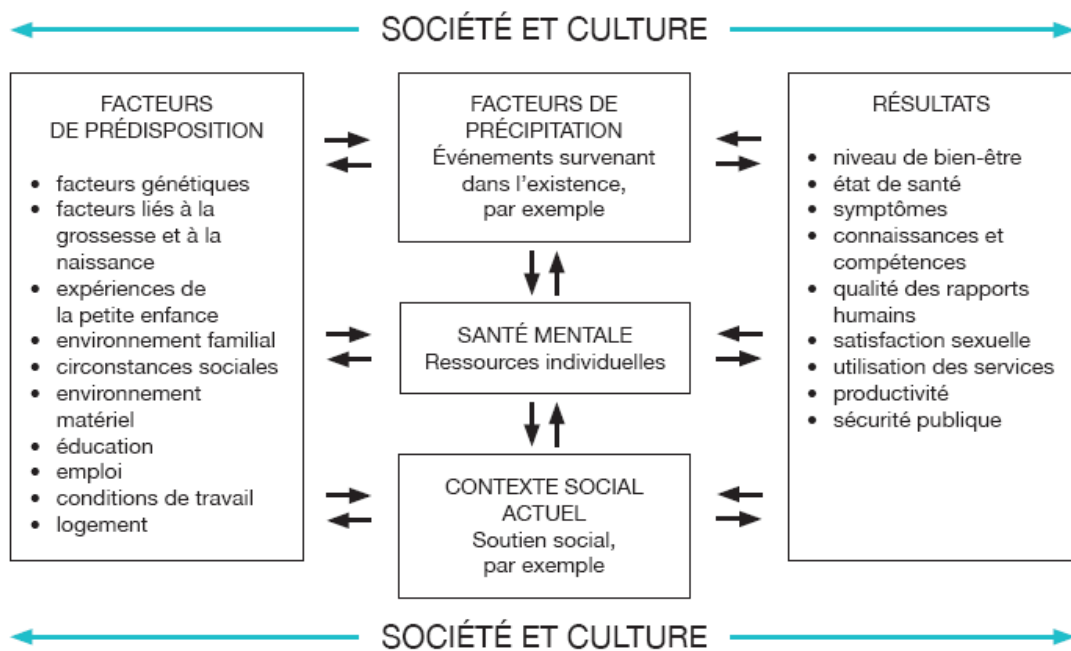 SOCIÉTÉ ET CULTURE
FACTEURS
DE PRÉDISPOSITION
• facteurs génétiques
• facteurs liés à la
grossesse et à la
naissance
• expériences de
la petite enfance
• environnement familial
• circonstances sociales
• environnement
matériel
• éducation
• emploi
• conditions de travail
• logement
FACTEURS DE
PRÉCIPITATION
Événements survenant
dans l’existence,
par exemple
SANTÉ MENTALE
Ressources individuelles
CONTEXTE SOCIAL
ACTUEL
Soutien social,
par exemple
RÉSULTATS
• niveau de bien-être
• état de santé
• symptômes
• connaissances et
compétences
• qualité des rapports
humains
• satisfaction sexuelle
• utilisation des services
• productivité
• sécurité publique
SOCIÉTÉ ET CULTURE